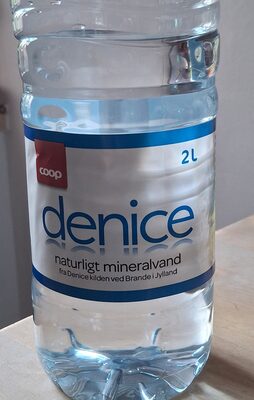 2L
coop
denice
naturligt mineralvand
fra Denice kilden ved Brande i Jylland